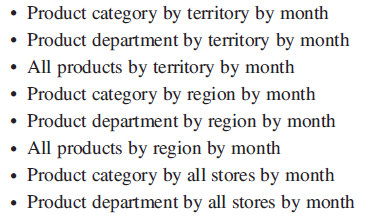 • Product category by territory by month
• Product department by territory by month
• All products by territory by month
• Product category by region by month
• Product department by region by month
• All products by region by month
• Product category by all stores by month
• Product department by all stores by month